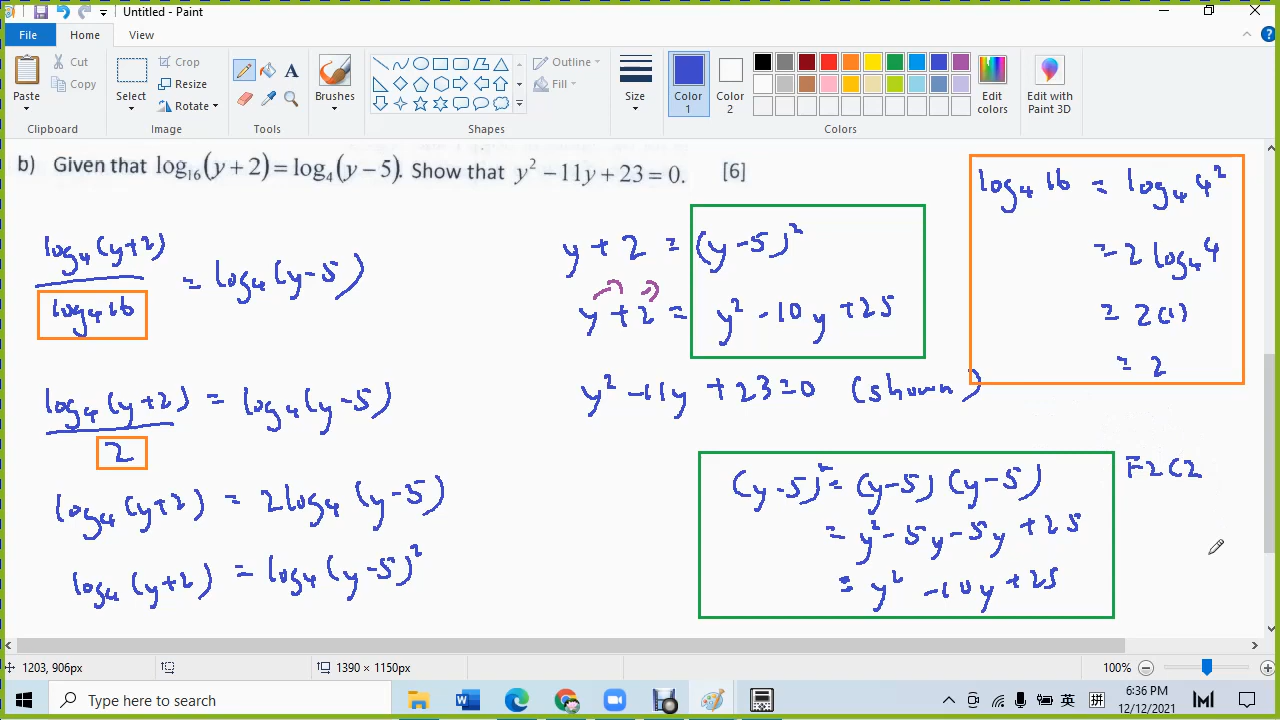 Untitled - Paint
File Home View
Paste
Cut
Copy
Clipboard
Select
Crop
Resize
Rotate
Image
Tools
Brushes
Shapes
Outline
Fill
Size
Color 1
Color 2
Edit colors
Edit with Paint 3D
Colors
b) Given that log₁₆(y+2)=log₄(y−5). Show that y²−11y+23=0. [6]
log₄(y+2)/log₄16 = log₄(y−5)
log₄(y+2)/2 = log₄(y−5)
log₄(y+2) = 2log₄(y−5)
log₄(y+2) = log₄(y−5)²
y+2 = (y−5)²
y+2 = y²−10y+25
y²−11y+23=0 (shown)
(y−5)²=(y−5)(y−5)
=y²−5y−5y+25
=y²−10y+25
log₄16 = log₄4²
=2log₄4
=2(1)
=2
F2C2
1203, 906px
1390 × 1150px
100%
Type here to search
英
拼
6:36 PM
12/12/2021